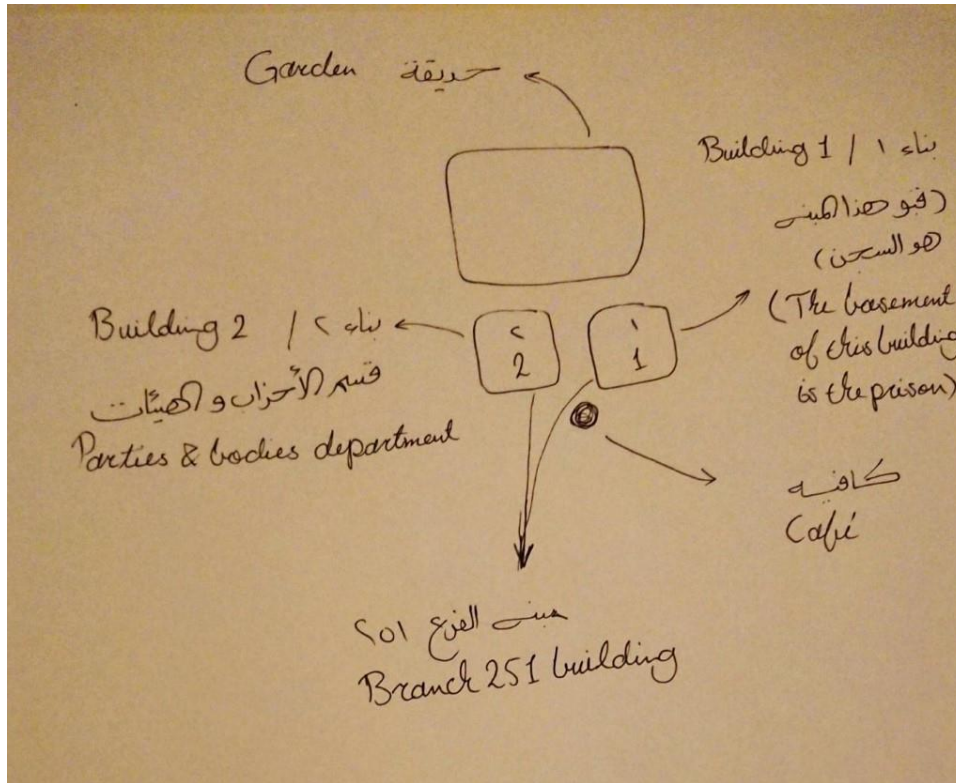 Garden حديقة
Building 1 / ١ بناء
(قبو هذا المبنى
هو السجن)
(The basement
of this building
is the prison)
Building 2 / ٢ بناء
قسم الأحزاب و الهيئات
Parties & bodies department
٢
2
١
1
كافيه
Café
مبنى الفرع ٢٥١
Branch 251 building